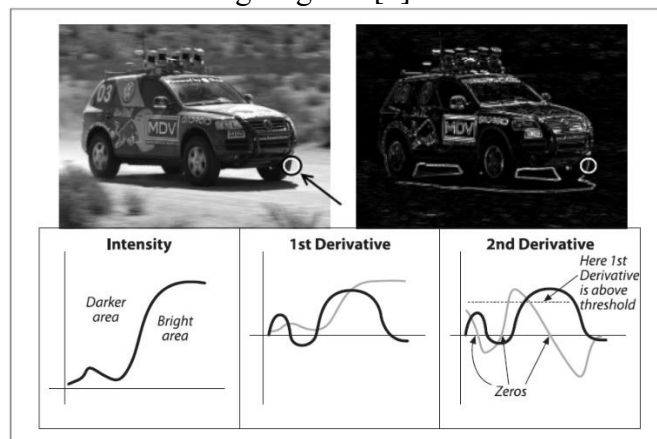 03
MDV
MDV
Intensity
Darker
area
Bright
area
1st Derivative
2nd Derivative
Here 1st
Derivative
is above
threshold
Zeros